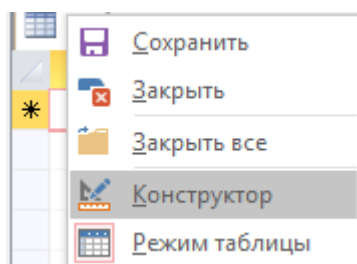 Сохранить
Закрыть
Закрыть все
Конструктор
Режим таблицы